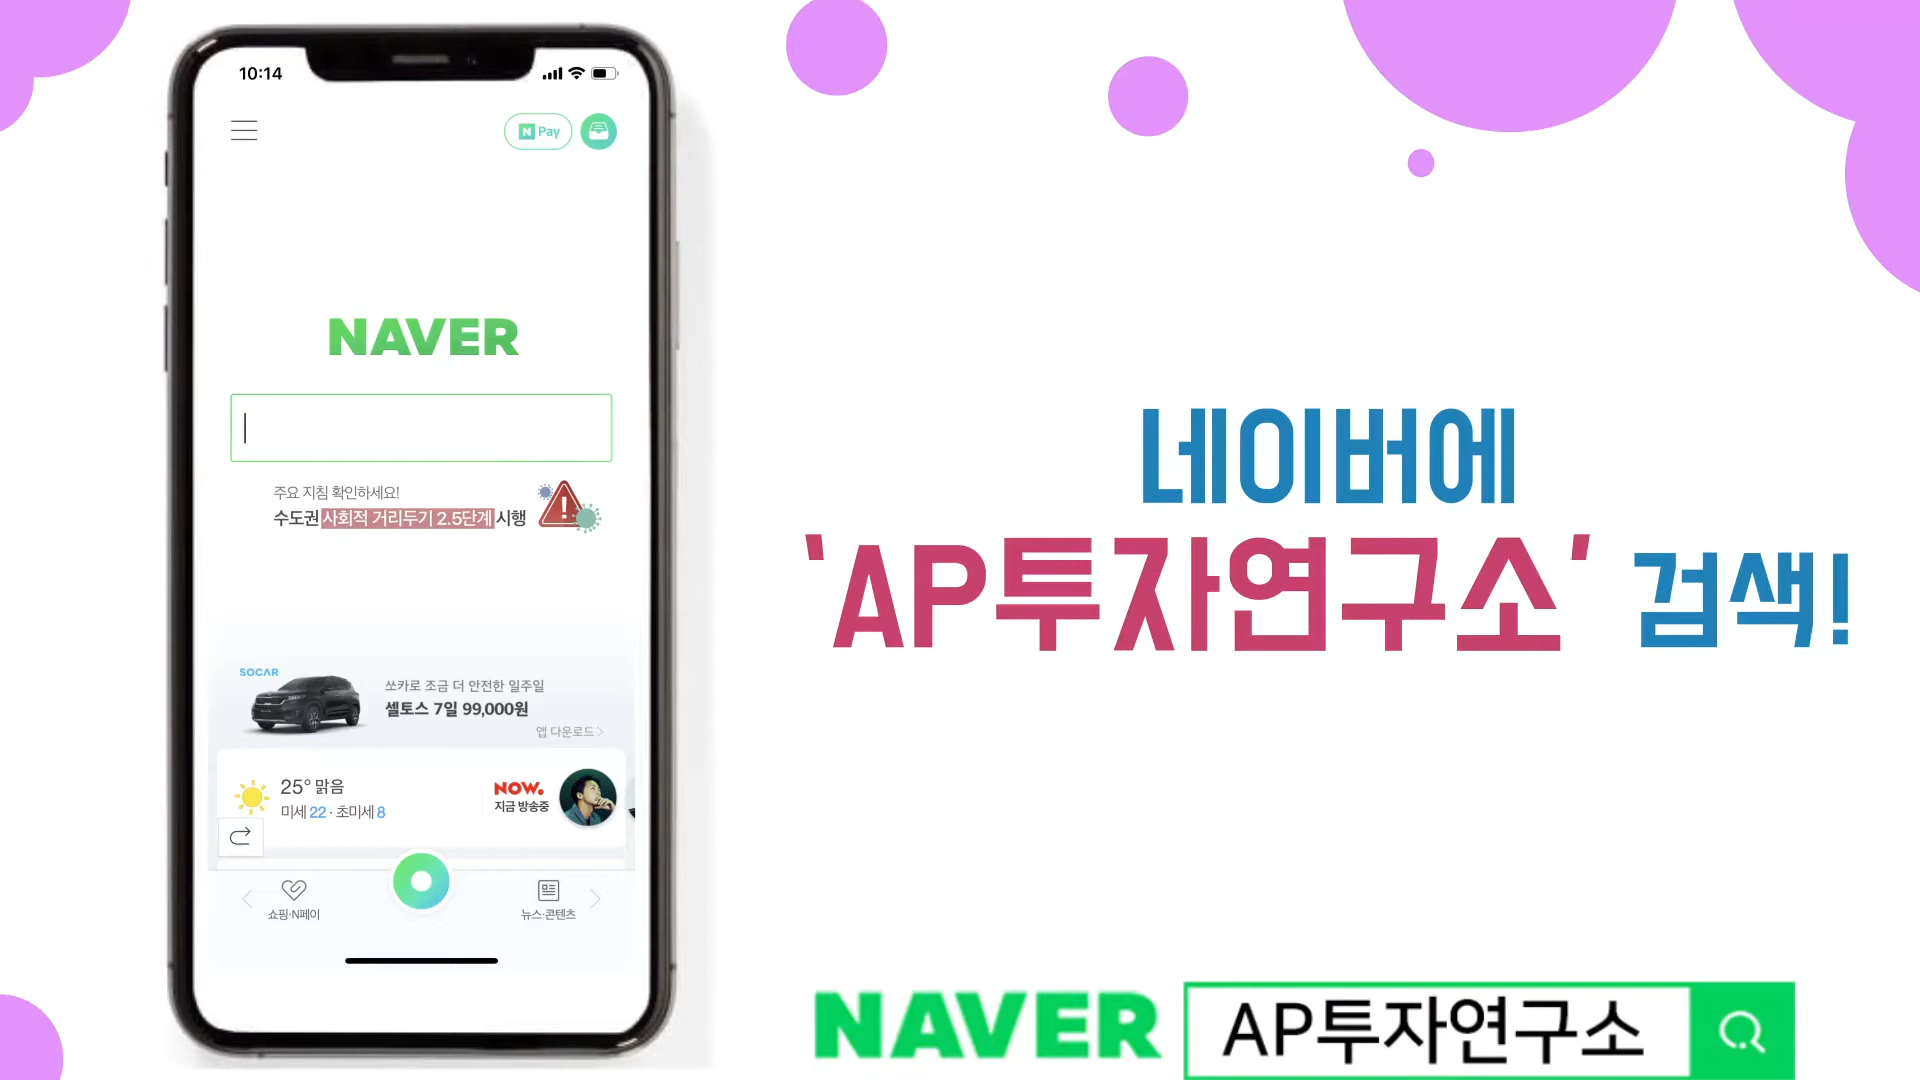 10:14
N Pay
NAVER
주요 지침 확인하세요!
수도권 사회적 거리두기 2.5단계 시행
SOCAR
쏘카로 조금 더 안전한 일주일
셀토스 7일 99,000원
앱 다운로드
25° 맑음
미세 22 · 초미세 8
NOW.
지금 방송중
쇼핑·N페이
뉴스·콘텐츠
네이버에
'AP투자연구소' 검색!
NAVER AP투자연구소